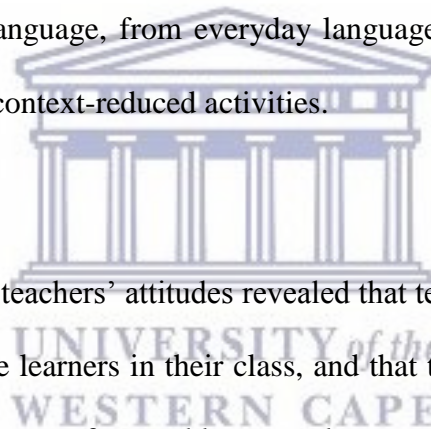 anguage, from everyday language
context-reduced activities.
teachers' attitudes revealed that te
UNIVERSITY of the
e learners in their class, and that t
WESTERN CAPE